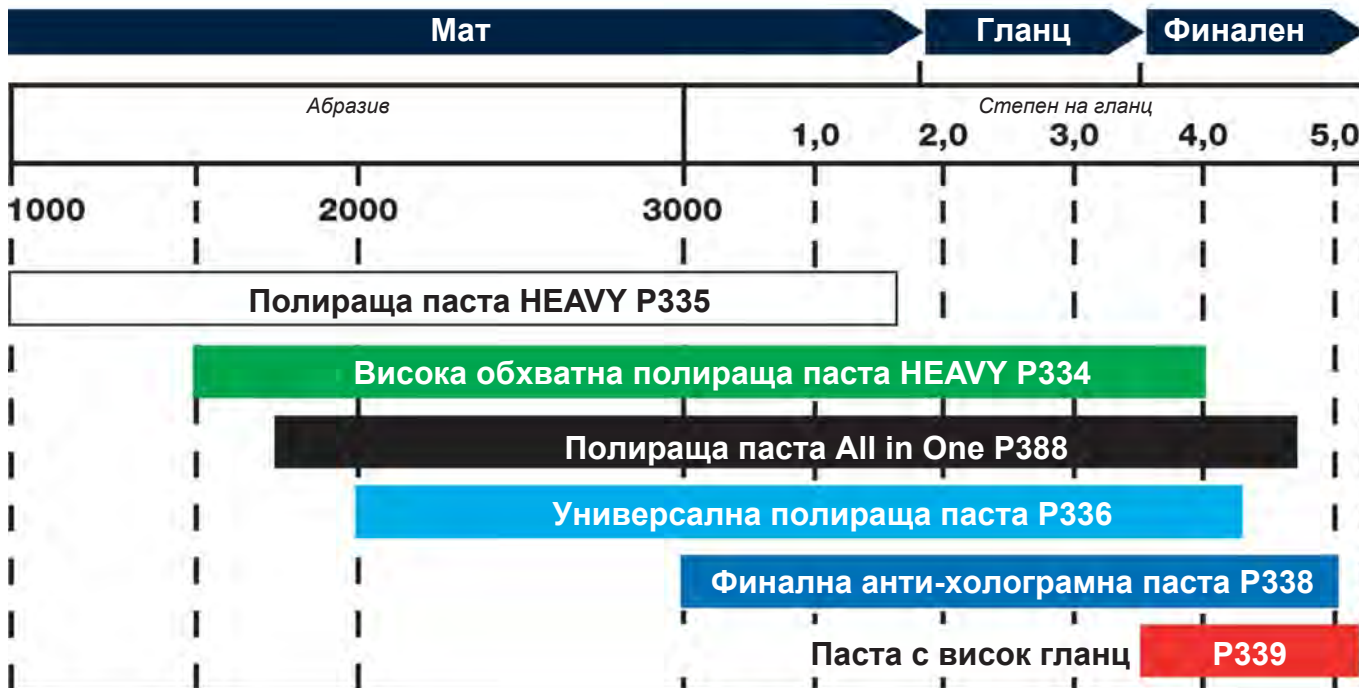 Мат Гланц Финален
Абразив Степен на гланц
1,0 2,0 3,0 4,0 5,0
1000 2000 3000
Полираща паста HEAVY P335
Висока обхватна полираща паста HEAVY P334
Полираща паста All in One P388
Универсална полираща паста P336
Финална анти-холограмна паста P338
Паста с висок гланц P339